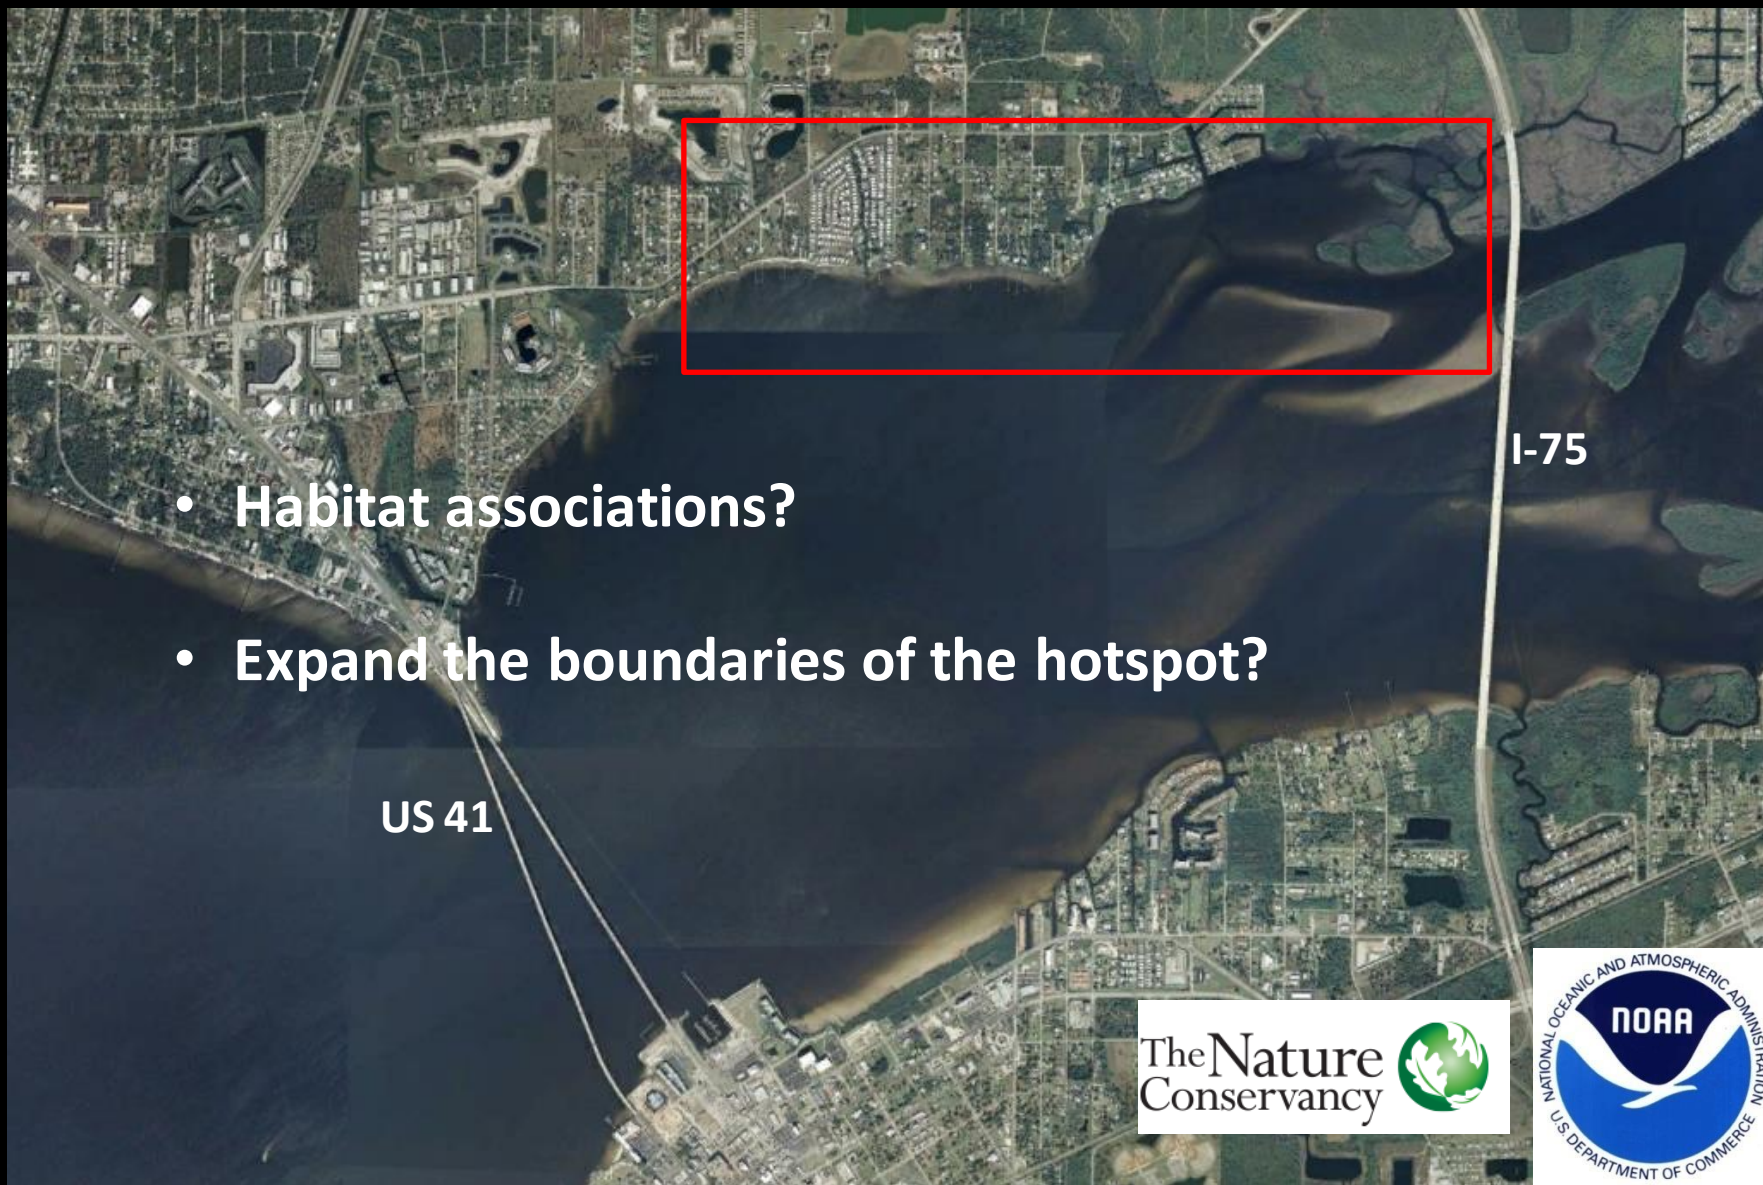 I-75
• Habitat associations?
• Expand the boundaries of the hotspot?
US 41
The Nature
Conservancy
NATIONAL OCEANIC AND ATMOSPHERIC ADMINISTRATION
NOAA
U.S. DEPARTMENT OF COMMERCE